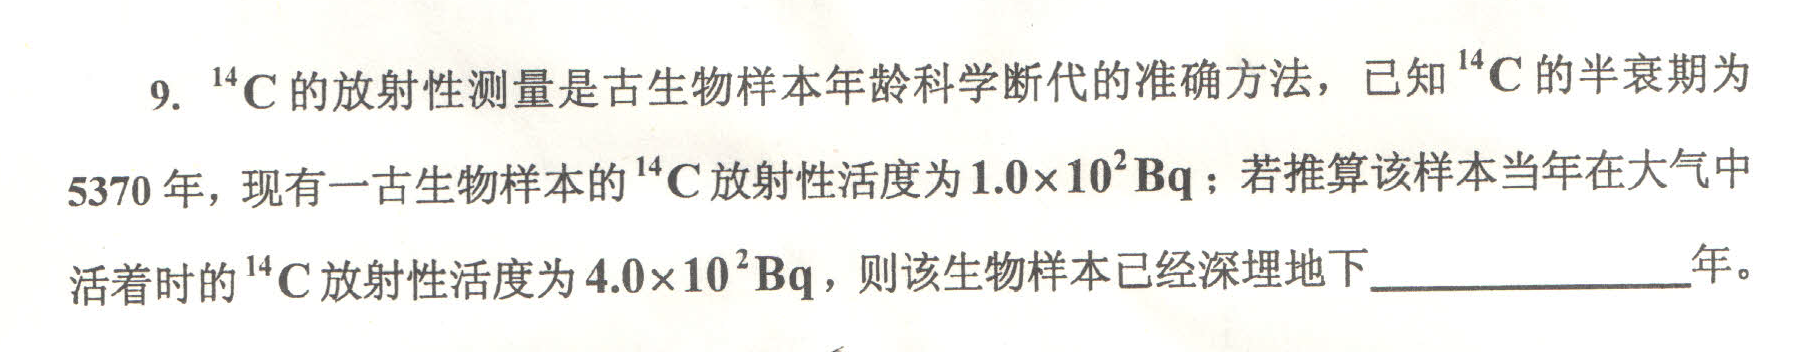 9. ¹⁴C 的放射性测量是古生物样本年龄科学断代的准确方法，已知 ¹⁴C 的半衰期为
5370 年，现有一古生物样本的 ¹⁴C 放射性活度为 1.0×10² Bq；若推算该样本当年在大气中
活着时的 ¹⁴C 放射性活度为 4.0×10² Bq，则该生物样本已经深埋地下____________年。